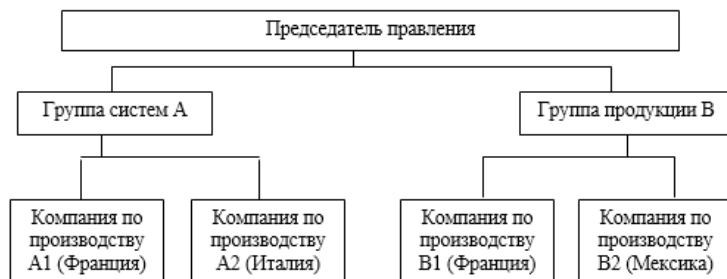 Председатель правления
Группа систем А
Группа продукции В
Компания по
производству
А1 (Франция)
Компания по
производству
А2 (Италия)
Компания по
производству
В1 (Франция)
Компания по
производству
В2 (Мексика)